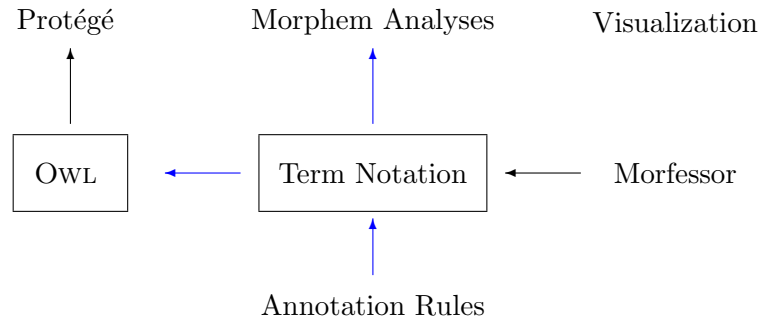 Protégé
Morphem Analyses
Visualization
OWL
Term Notation
Morfessor
Annotation Rules